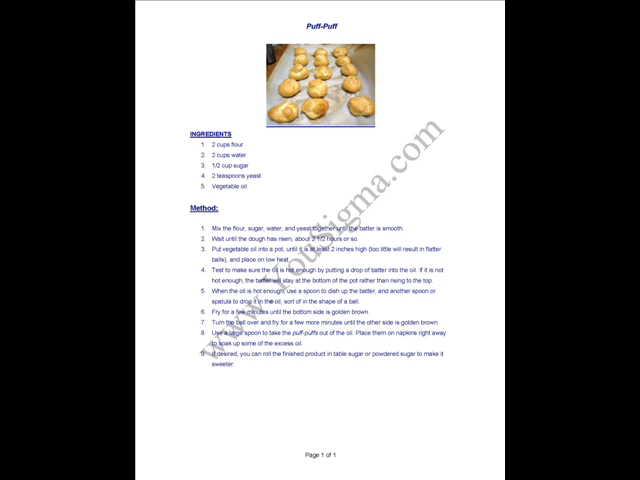 Puff-Puff
INGREDIENTS
1. 2 cups flour
2. 2 cups water
3. 1/2 cup sugar
4. 2 teaspoons yeast
5. Vegetable oil
Method:
1. Mix the flour, sugar, water, and yeast together until the batter is smooth.
2. Wait until the dough has risen, about 2 1/2 hours or so.
3. Put vegetable oil into a pot, until it is at least 2 inches high (too little will result in flatter
balls), and place on low heat.
4. Test to make sure the oil is hot enough by putting a drop of batter into the oil. If it is not
hot enough, the batter will stay at the bottom of the pot rather than rising to the top.
5. When the oil is hot enough, use a spoon to dish up the batter, and another spoon or
spatula to drop it in the oil, sort of in the shape of a ball.
6. Fry for a few minutes until the bottom side is golden brown.
7. Turn the ball over and fry for a few more minutes until the other side is golden brown.
8. Use a large spoon to take the puff-puffs out of the oil. Place them on napkins right away
to soak up some of the excess oil.
9. If desired, you can roll the finished product in table sugar or powdered sugar to make it
sweeter.
www.YouSigma.com
Page 1 of 1